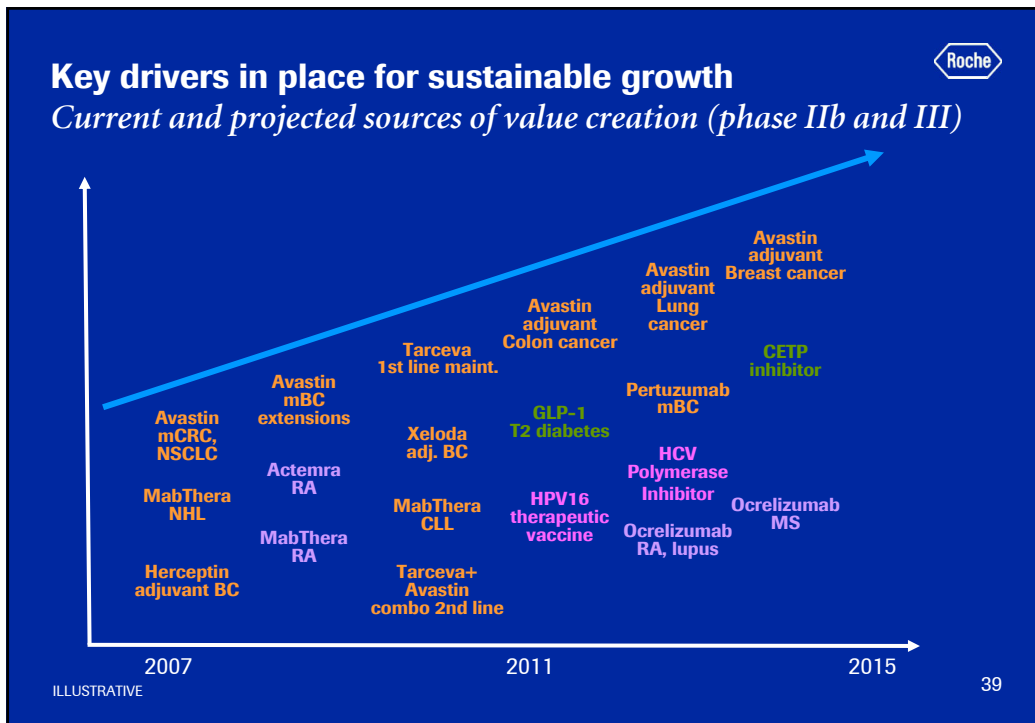 Key drivers in place for sustainable growth
Roche
Current and projected sources of value creation (phase IIb and III)
Avastin
mCRC,
NSCLC
MabThera
NHL
Herceptin
adjuvant BC
Avastin
mBC
extensions
Actemra
RA
MabThera
RA
Tarceva
1st line maint.
Xeloda
adj. BC
MabThera
CLL
Tarceva+
Avastin
combo 2nd line
Avastin
adjuvant
Colon cancer
GLP-1
T2 diabetes
HPV16
therapeutic
vaccine
Avastin
adjuvant
Lung
cancer
Pertuzumab
mBC
HCV
Polymerase
Inhibitor
Ocrelizumab
RA, lupus
Avastin
adjuvant
Breast cancer
CETP
inhibitor
Ocrelizumab
MS
2007
2011
2015
ILLUSTRATIVE
39